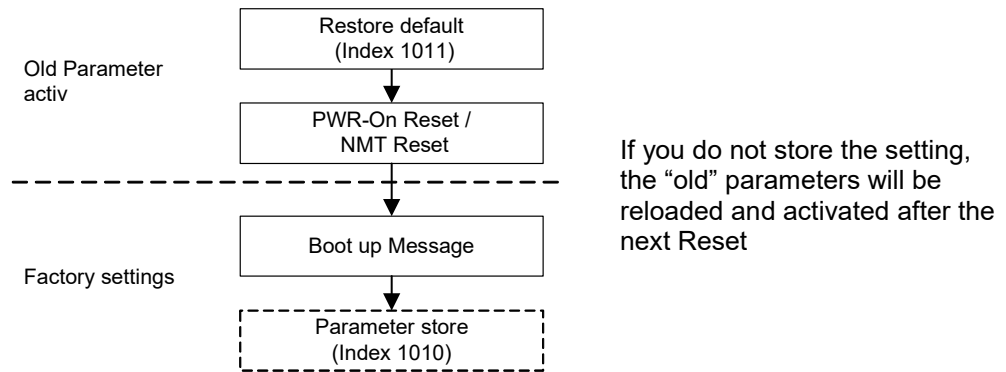 Restore default
(Index 1011)
Old Parameter
activ
PWR-On Reset /
NMT Reset
If you do not store the setting,
the “old” parameters will be
reloaded and activated after the
next Reset
Boot up Message
Factory settings
Parameter store
(Index 1010)